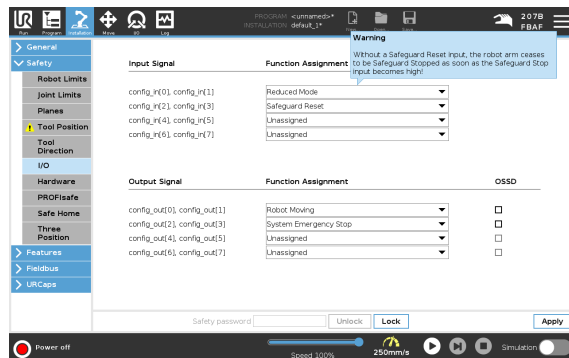 PROGRAM <unnamed>*
INSTALLATION default_1*
207B
FBAF
Run
Program
Installation
Move
I/O
Log
Warning
Without a Safeguard Reset input, the robot arm ceases
to be Safeguard Stopped as soon as the Safeguard Stop
input becomes high!
General
Safety
Robot Limits
Joint Limits
Planes
Tool Position
Tool
Direction
I/O
Hardware
PROFIsafe
Safe Home
Three
Position
Features
Fieldbus
URCaps
Input Signal Function Assignment
config_in[0], config_in[1] Reduced Mode
config_in[2], config_in[3] Safeguard Reset
config_in[4], config_in[5] Unassigned
config_in[6], config_in[7] Unassigned
Output Signal Function Assignment OSSD
config_out[0], config_out[1] Robot Moving
config_out[2], config_out[3] System Emergency Stop
config_out[4], config_out[5] Unassigned
config_out[6], config_out[7] Unassigned
Safety password Unlock Lock Apply
Power off
Speed 100%
250mm/s
Simulation